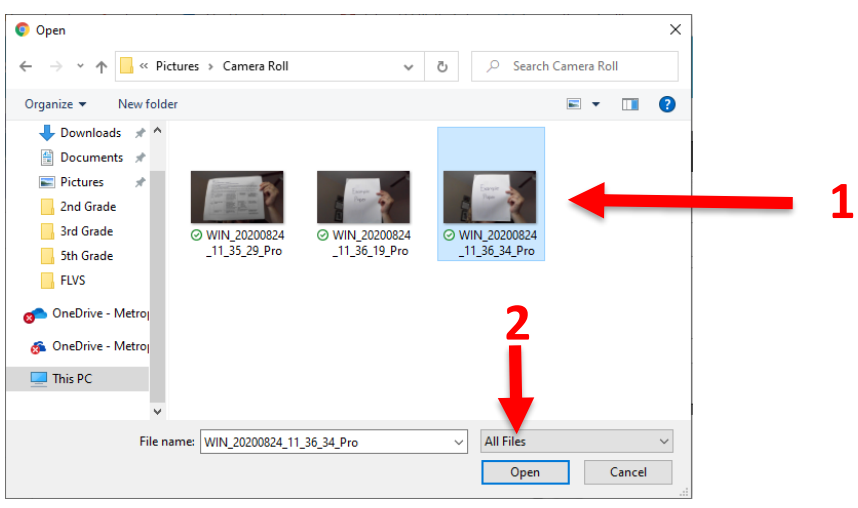 Open
« Pictures › Camera Roll
Search Camera Roll
Organize
New folder
?
Downloads
Documents
Pictures
2nd Grade
3rd Grade
5th Grade
FLVS
OneDrive - Metro
OneDrive - Metro
This PC
WIN_20200824
_11_35_29_Pro
WIN_20200824
_11_36_19_Pro
WIN_20200824
_11_36_34_Pro
1
2
File name:
WIN_20200824_11_36_34_Pro
All Files
Open
Cancel